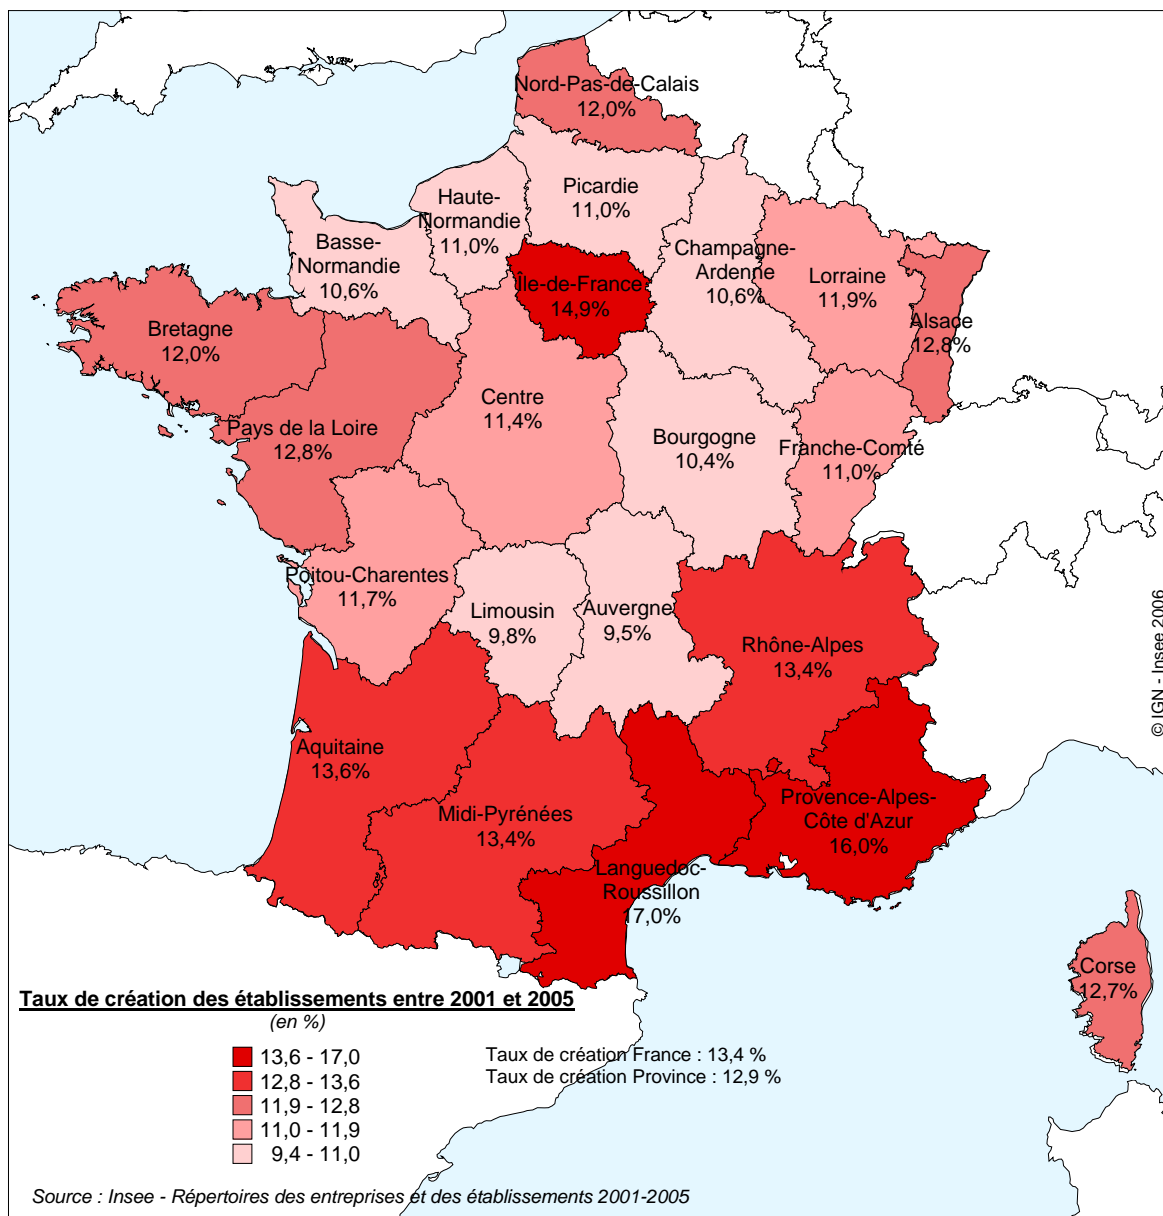 Nord-Pas-de-Calais
12,0%
Picardie
11,0%
Haute-
Normandie
11,0%
Basse-
Normandie
10,6%
Champagne-
Ardenne
10,6%
Lorraine
11,9%
Île-de-France
14,9%
Alsace
12,8%
Bretagne
12,0%
Centre
11,4%
Pays de la Loire
12,8%
Bourgogne
10,4%
Franche-Comté
11,0%
Poitou-Charentes
11,7%
Limousin
9,8%
Auvergne
9,5%
Rhône-Alpes
13,4%
© IGN - Insee 2006
Aquitaine
13,6%
Midi-Pyrénées
13,4%
Provence-Alpes-
Côte d'Azur
16,0%
Languedoc-
Roussillon
17,0%
Corse
12,7%
Taux de création des établissements entre 2001 et 2005
(en %)
13,6 - 17,0
12,8 - 13,6
11,9 - 12,8
11,0 - 11,9
9,4 - 11,0
Taux de création France : 13,4 %
Taux de création Province : 12,9 %
Source : Insee - Répertoires des entreprises et des établissements 2001-2005